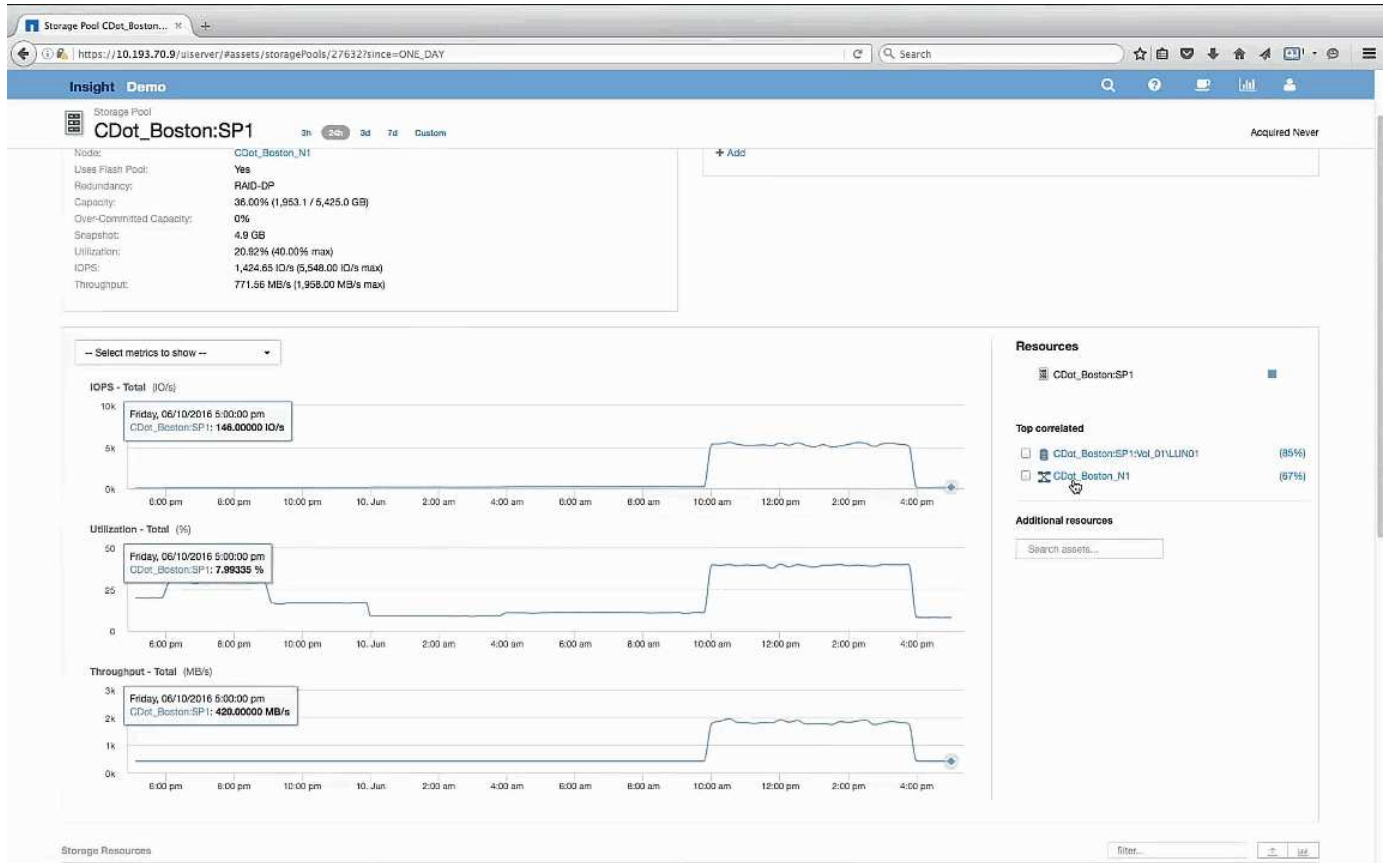 Storage Pool CDot_Boston...
https://10.193.70.9/uiserver/#assets/storagePools/27632?since=ONE_DAY
Search
Insight Demo
Storage Pool
CDot_Boston:SP1 3h 24h 3d 7d Custom
Acquired Never
Node: CDot_Boston_N1
+ Add
Uses Flash Pool: Yes
Redundancy: RAID-DP
Capacity: 36.00% (1,953.1 / 5,425.0 GB)
Over-Committed Capacity: 0%
Snapshot: 4.9 GB
Utilization: 20.92% (40.00% max)
IOPS: 1,424.65 IO/s (5,548.00 IO/s max)
Throughput: 771.56 MB/s (1,958.00 MB/s max)
-- Select metrics to show --
IOPS - Total (IO/s)
10k
5k
0k
Friday, 06/10/2016 5:00:00 pm
CDot_Boston:SP1: 146.00000 IO/s
6:00 pm 8:00 pm 10:00 pm 10. Jun 2:00 am 4:00 am 6:00 am 8:00 am 10:00 am 12:00 pm 2:00 pm 4:00 pm
Utilization - Total (%)
50
25
0
Friday, 06/10/2016 5:00:00 pm
CDot_Boston:SP1: 7.99335 %
6:00 pm 8:00 pm 10:00 pm 10. Jun 2:00 am 4:00 am 6:00 am 8:00 am 10:00 am 12:00 pm 2:00 pm 4:00 pm
Throughput - Total (MB/s)
3k
2k
1k
0k
Friday, 06/10/2016 5:00:00 pm
CDot_Boston:SP1: 420.00000 MB/s
6:00 pm 8:00 pm 10:00 pm 10. Jun 2:00 am 4:00 am 6:00 am 8:00 am 10:00 am 12:00 pm 2:00 pm 4:00 pm
Resources
CDot_Boston:SP1
Top correlated
CDot_Boston:SP1:Vol_01\LUN01 (85%)
CDot_Boston_N1 (67%)
Additional resources
Search assets...
Storage Resources
filter...